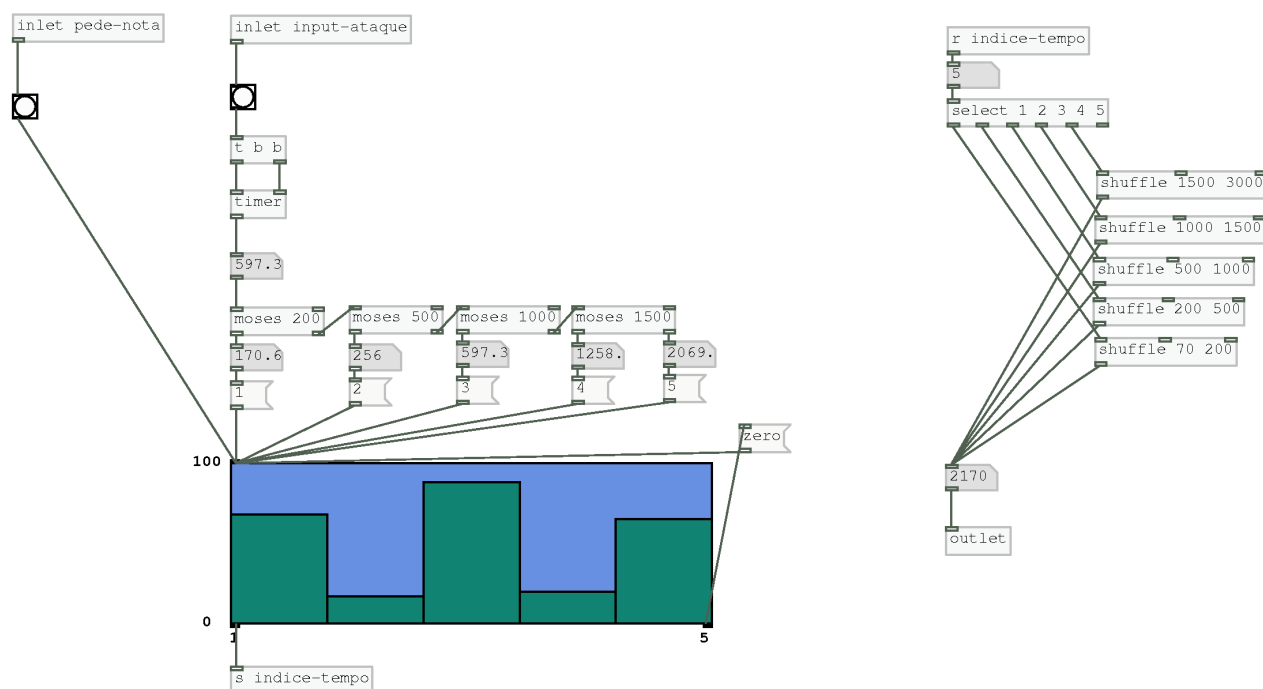 inlet pede-nota
inlet input-ataque
t b b
timer
597.3
moses 200
moses 500
moses 1000
moses 1500
170.6
256
597.3
1258.
2069.
1
2
3
4
5
zero
100
0
1
5
s indice-tempo
r indice-tempo
5
select 1 2 3 4 5
shuffle 1500 3000
shuffle 1000 1500
shuffle 500 1000
shuffle 200 500
shuffle 70 200
2170
outlet